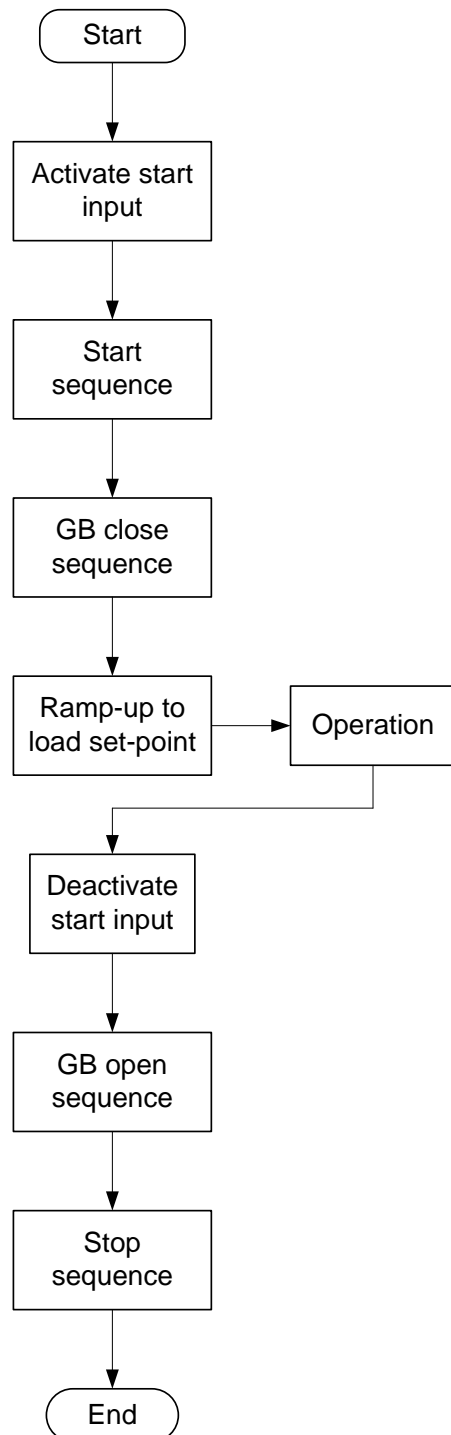 Start
Activate start
input
Start
sequence
GB close
sequence
Ramp-up to
load set-point
Operation
Deactivate
start input
GB open
sequence
Stop
sequence
End